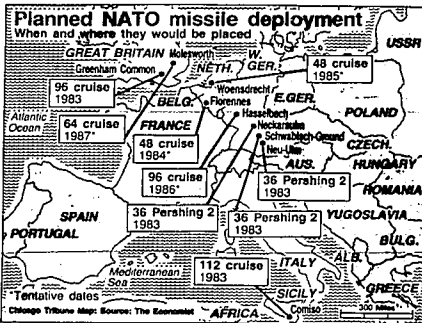 Planned NATO missile deployment
When and where they would be placed
GREAT BRITAIN
Molesworth
Greenham Common
NETH.
W.
GER.
USSR
48 cruise
1985*
96 cruise
1983
Woensdrecht
BELG.
Florennes
E.GER.
POLAND
Atlantic
Ocean
Hasselbach
Neckarsulm
Schwabisch-Gmund
Neu-Ulm
64 cruise
1987*
FRANCE
48 cruise
1984*
CZECH.
HUNGARY
AUS.
96 cruise
1986*
36 Pershing 2
1983
ROMANIA
36 Pershing 2
1983
36 Pershing 2
1983
YUGOSLAVIA
SPAIN
PORTUGAL
BULG.
112 cruise
1983
ITALY
ALB.
Mediterranean
Sea
SICILY
GREECE
*Tentative dates
Chicago Tribune Map; Source: The Economist
AFRICA
Comiso
0 300 Miles